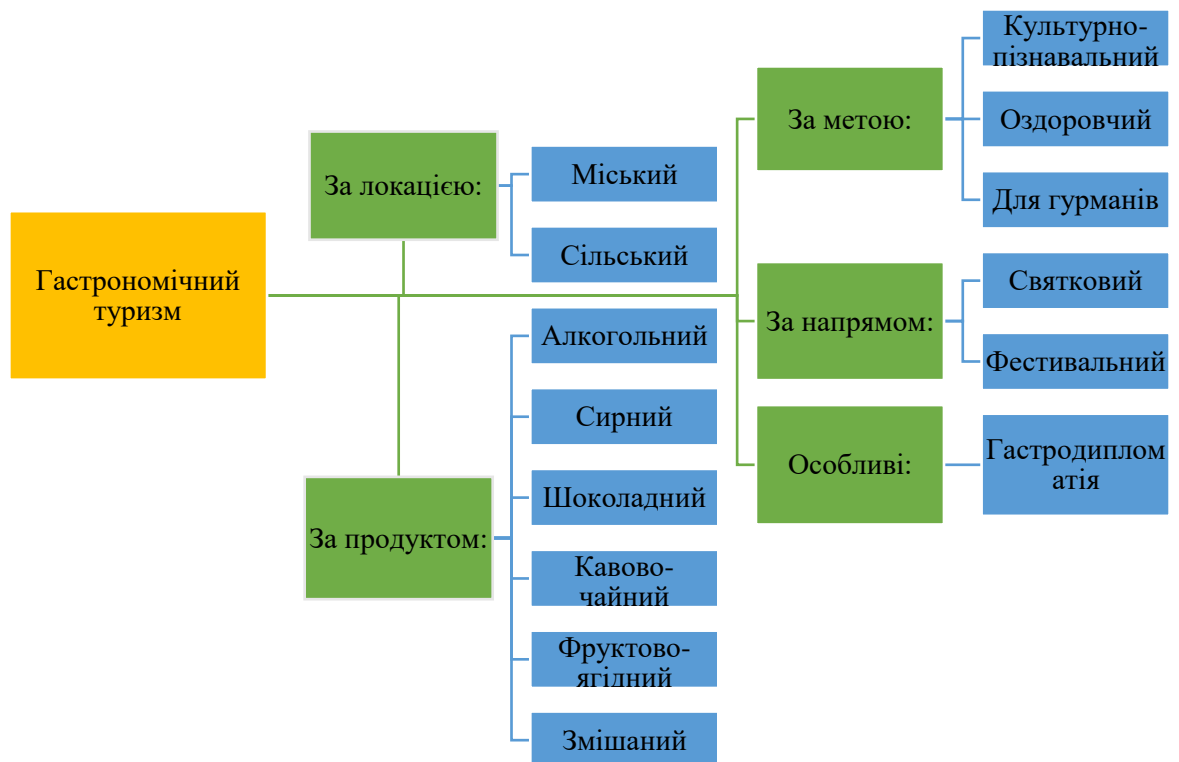 Гастрономічний
туризм
За локацією:
Міський
Сільський
За продуктом:
Алкогольний
Сирний
Шоколадний
Кавово-
чайний
Фруктово-
ягідний
Змішаний
За метою:
Культурно-
пізнавальний
Оздоровчий
Для гурманів
За напрямом:
Святковий
Фестивальний
Особливі:
Гастродиплом
атія